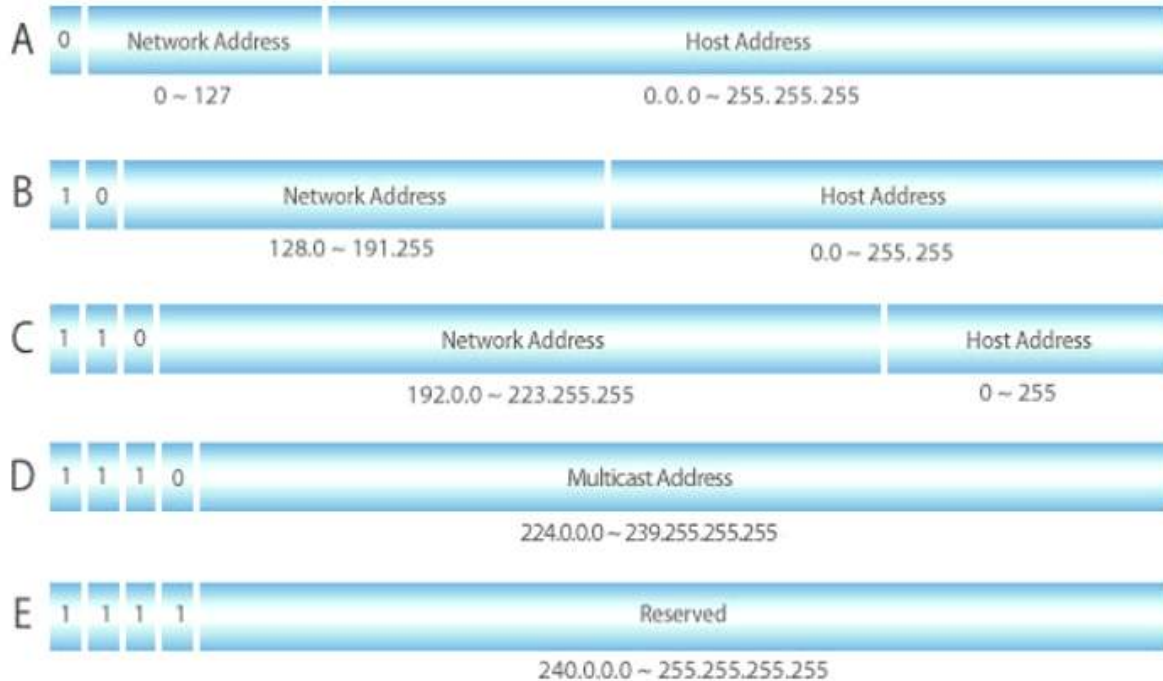 A 0 Network Address Host Address
0 ~ 127 0.0.0 ~ 255.255.255
B 1 0 Network Address Host Address
128.0 ~ 191.255 0.0 ~ 255.255
C 1 1 0 Network Address Host Address
192.0.0 ~ 223.255.255 0 ~ 255
D 1 1 1 0 Multicast Address
224.0.0.0 ~ 239.255.255.255
E 1 1 1 1 Reserved
240.0.0.0 ~ 255.255.255.255